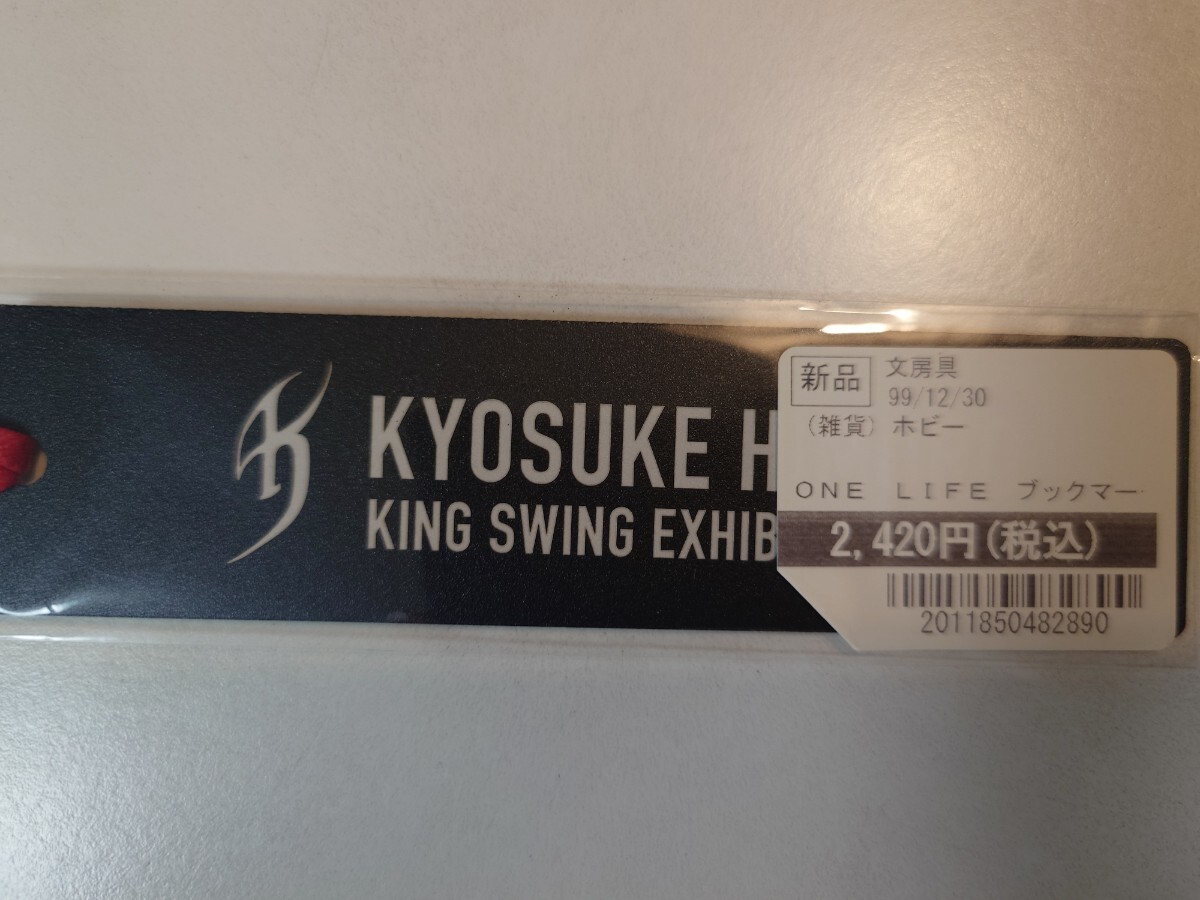 KYOSUKE H
KING SWING EXHIB
新品
文房具
99/12/30
(雑貨) ホビー
ONE LIFE ブックマー
2,420円(税込)
2011850482890